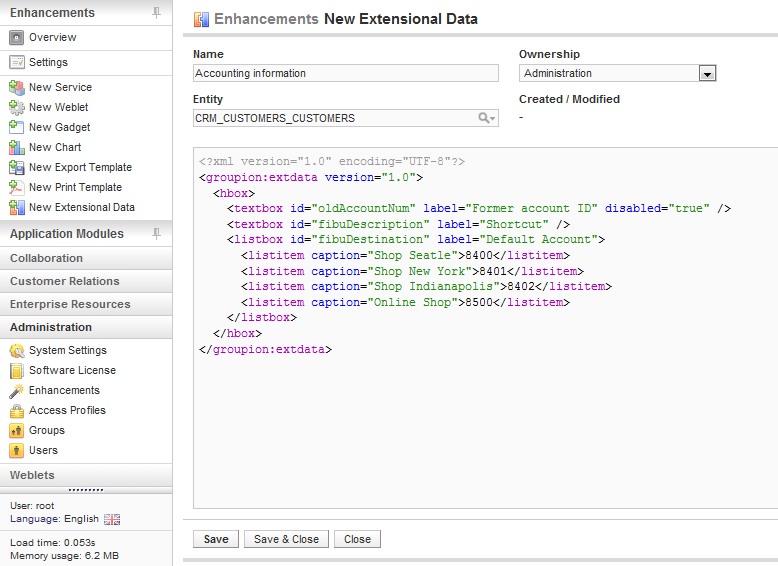 Enhancements
Overview
Settings
New Service
New Weblet
New Gadget
New Chart
New Export Template
New Print Template
New Extensional Data
Application Modules
Collaboration
Customer Relations
Enterprise Resources
Administration
System Settings
Software License
Enhancements
Access Profiles
Groups
Users
Weblets
User: root
Language: English
Load time: 0.053s
Memory usage: 6.2 MB
Enhancements New Extensional Data
Name
Accounting information
Ownership
Administration
Entity
CRM_CUSTOMERS_CUSTOMERS
Created / Modified
-
<?xml version="1.0" encoding="UTF-8"?>
<groupion:extdata version="1.0">
  <hbox>
    <textbox id="oldAccountNum" label="Former account ID" disabled="true" />
    <textbox id="fibuDescription" label="Shortcut" />
    <listbox id="fibuDestination" label="Default Account">
      <listitem caption="Shop Seatle">8400</listitem>
      <listitem caption="Shop New York">8401</listitem>
      <listitem caption="Shop Indianapolis">8402</listitem>
      <listitem caption="Online Shop">8500</listitem>
    </listbox>
  </hbox>
</groupion:extdata>
Save
Save & Close
Close